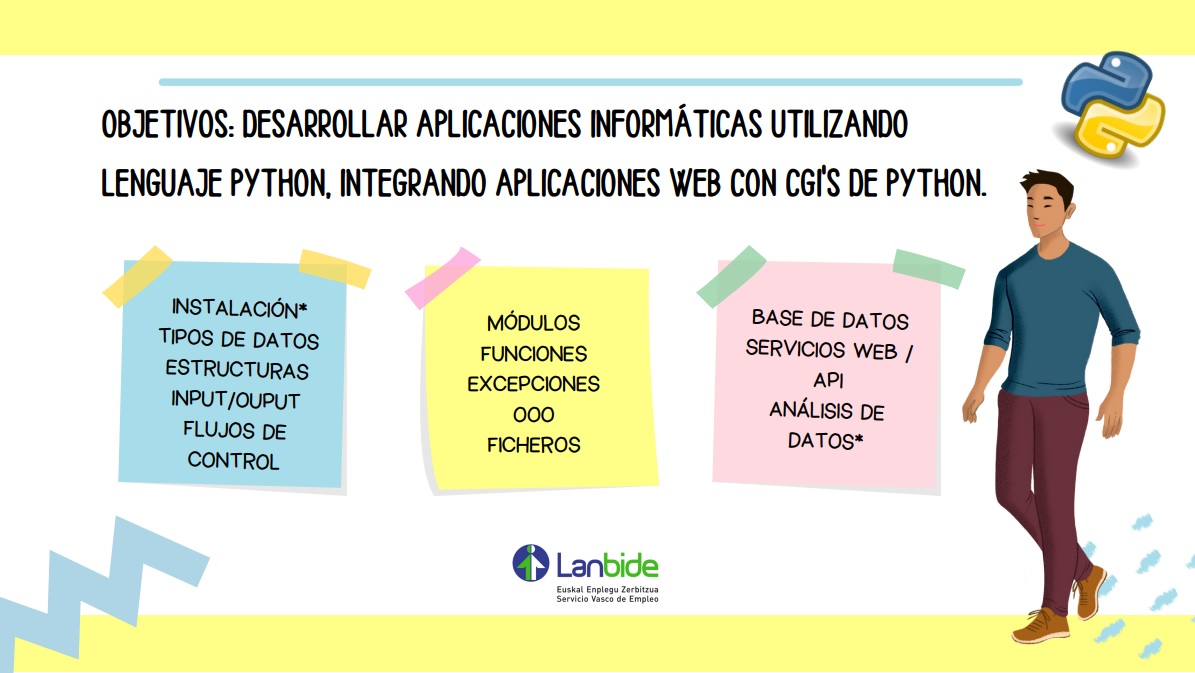 OBJETIVOS: DESARROLLAR APLICACIONES INFORMÁTICAS UTILIZANDO
LENGUAJE PYTHON, INTEGRANDO APLICACIONES WEB CON CGI'S DE PYTHON.
INSTALACIÓN*
TIPOS DE DATOS
ESTRUCTURAS
INPUT/OUPUT
FLUJOS DE
CONTROL
MÓDULOS
FUNCIONES
EXCEPCIONES
OOO
FICHEROS
BASE DE DATOS
SERVICIOS WEB /
API
ANÁLISIS DE
DATOS*
Lanbide
Euskal Enplegu Zerbitzua
Servicio Vasco de Empleo